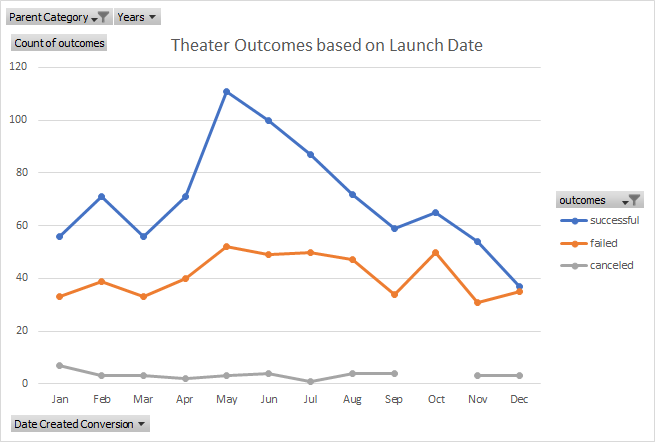 Parent Category Years
Count of outcomes
Theater Outcomes based on Launch Date
120
100
80
60
40
20
0
Jan Feb Mar Apr May Jun Jul Aug Sep Oct Nov Dec
outcomes
successful
failed
canceled
Date Created Conversion